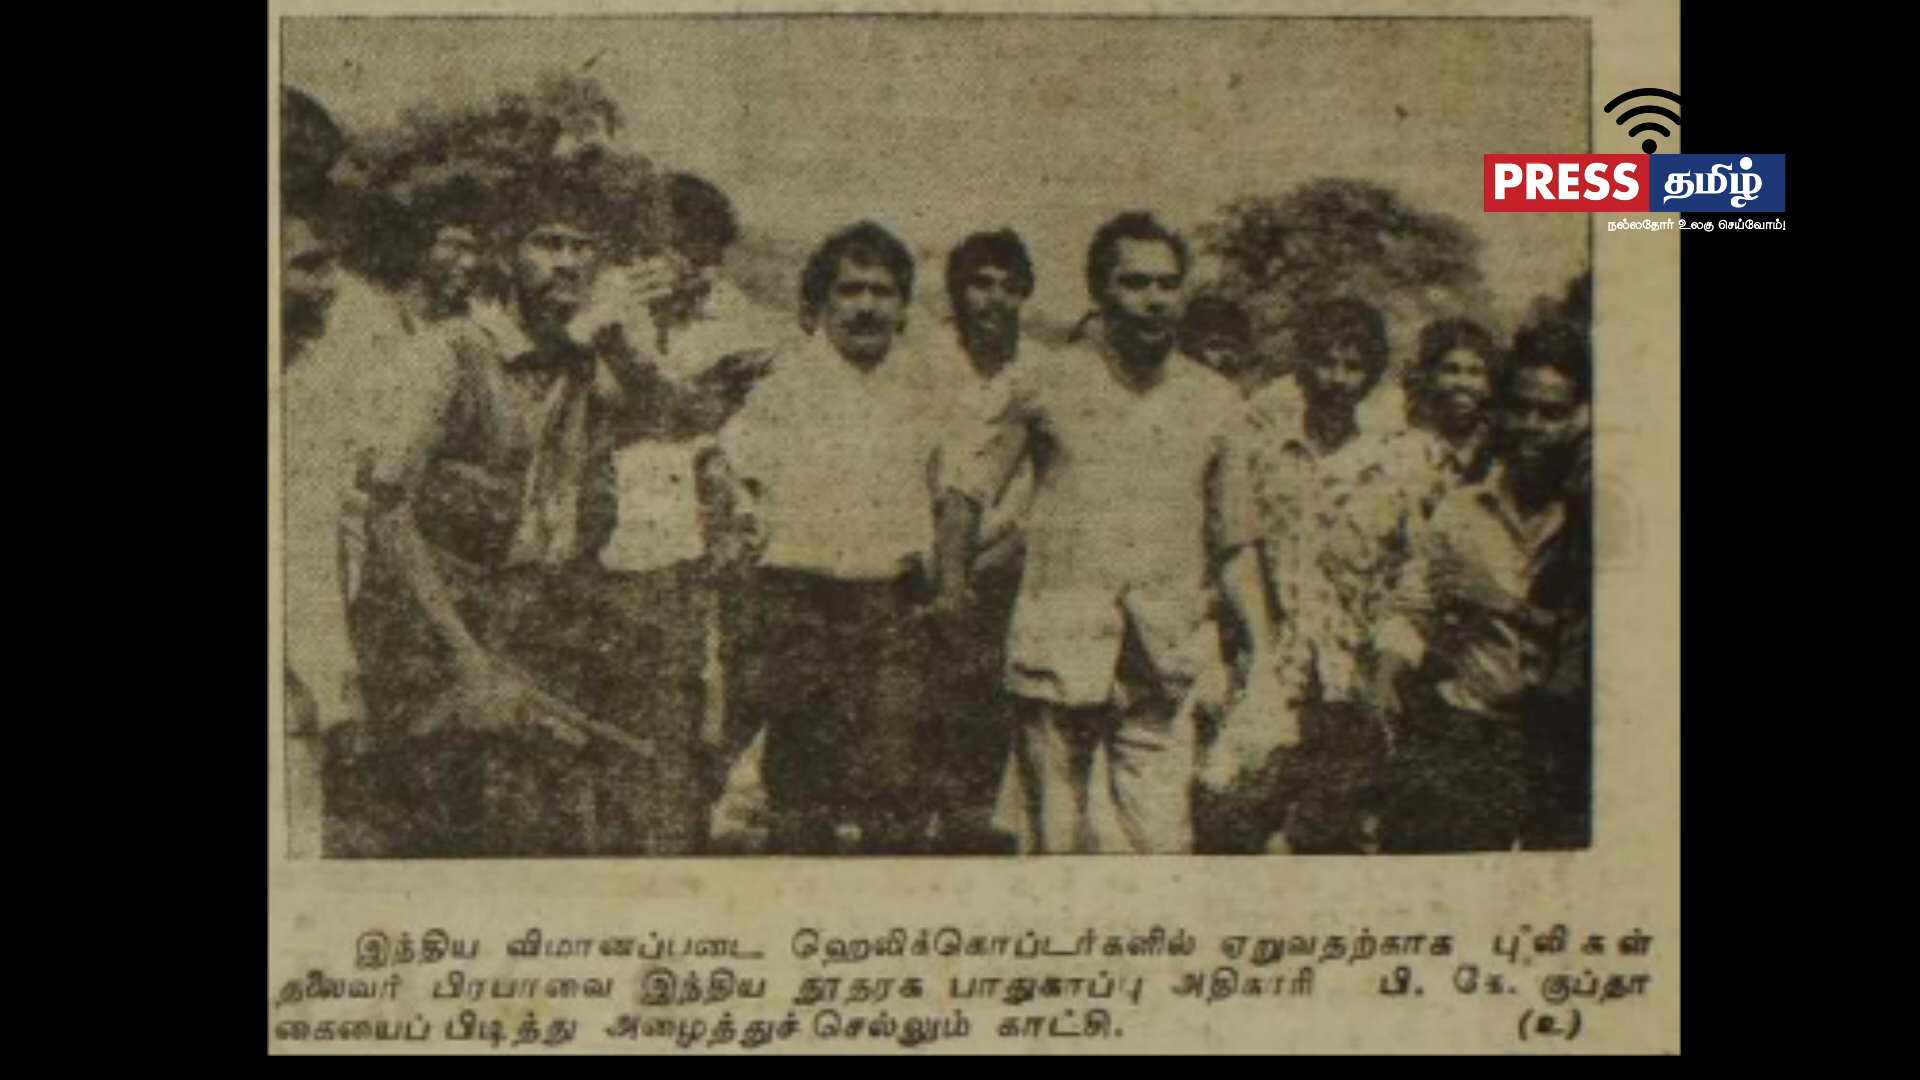 PRESS தமிழ்
நல்லதோர் உலகு செய்வோம்!
இந்திய விமானப்படை ஹெலிக்கொப்டர்களில் ஏறுவதற்காக புலிகள்
தலைவர் பிரபாவை இந்திய தூதரக பாதுகாப்பு அதிகாரி பி. கே. குப்தா
கையைப் பிடித்து அழைத்துச் செல்லும் காட்சி. (உ)